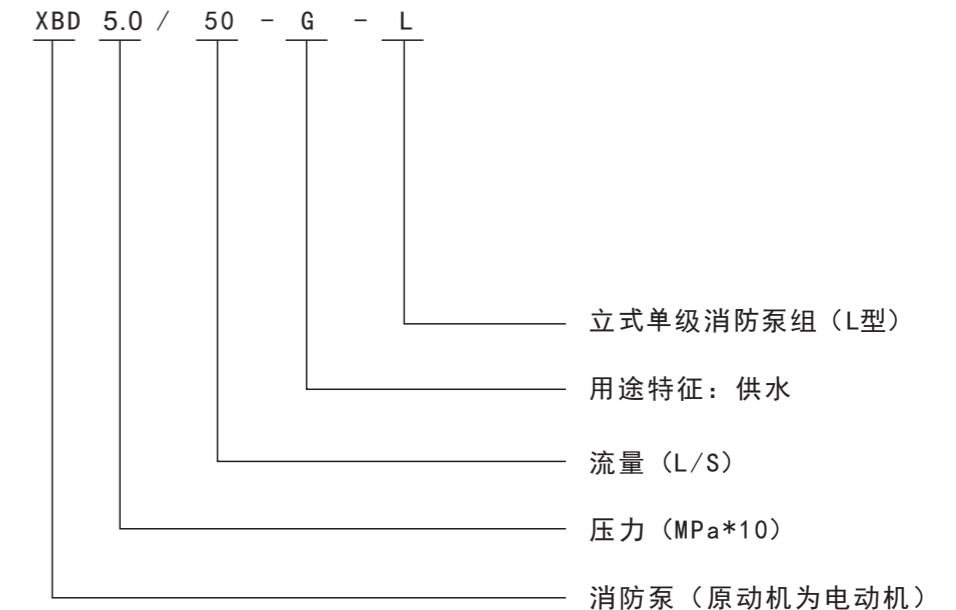 XBD 5.0 / 50 - G - L
立式单级消防泵组（L型）
用途特征：供水
流量（L/S）
压力（MPa*10）
消防泵（原动机为电动机）